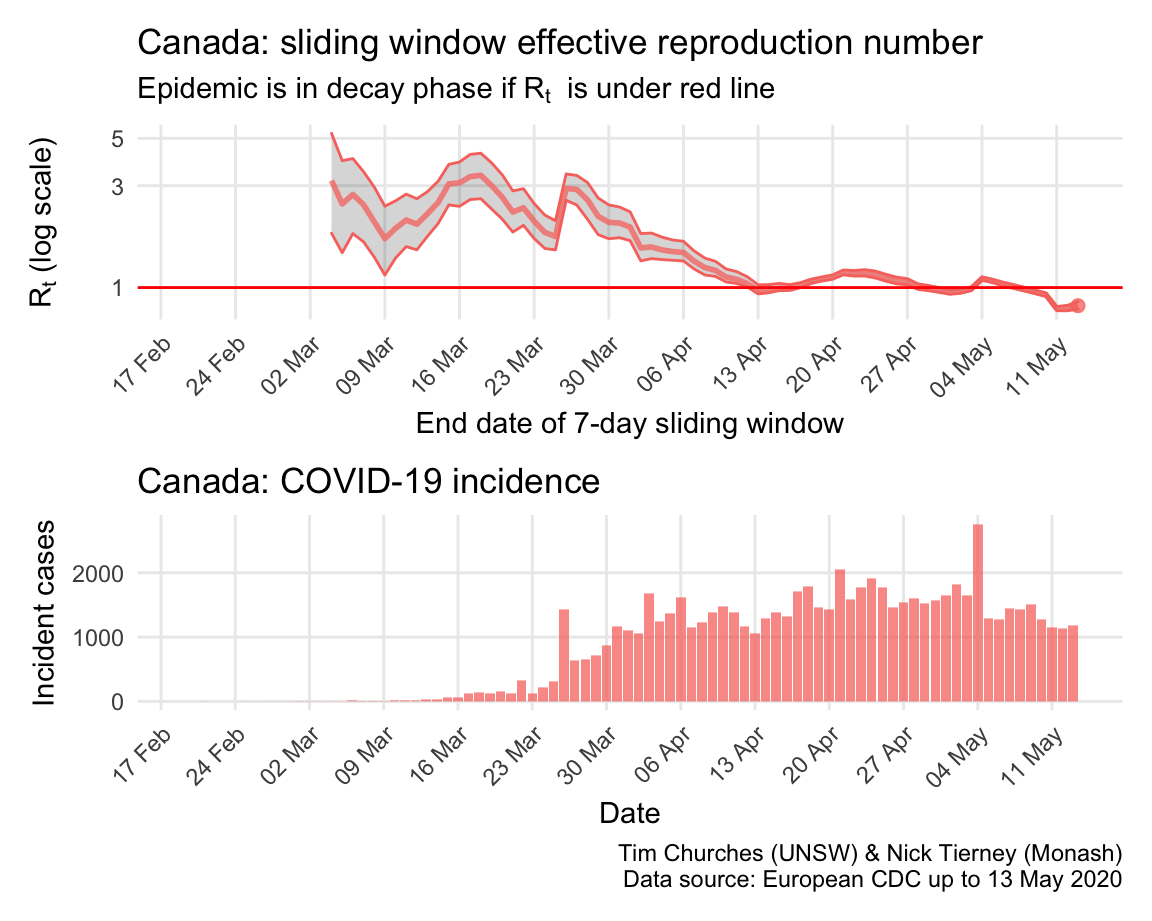 Canada: sliding window effective reproduction number
Epidemic is in decay phase if Rt is under red line
Rt (log scale)
5
3
1
17 Feb
24 Feb
02 Mar
09 Mar
16 Mar
23 Mar
30 Mar
06 Apr
13 Apr
20 Apr
27 Apr
04 May
11 May
End date of 7-day sliding window
Canada: COVID-19 incidence
Incident cases
2000
1000
0
17 Feb
24 Feb
02 Mar
09 Mar
16 Mar
23 Mar
30 Mar
06 Apr
13 Apr
20 Apr
27 Apr
04 May
11 May
Date
Tim Churches (UNSW) & Nick Tierney (Monash)
Data source: European CDC up to 13 May 2020